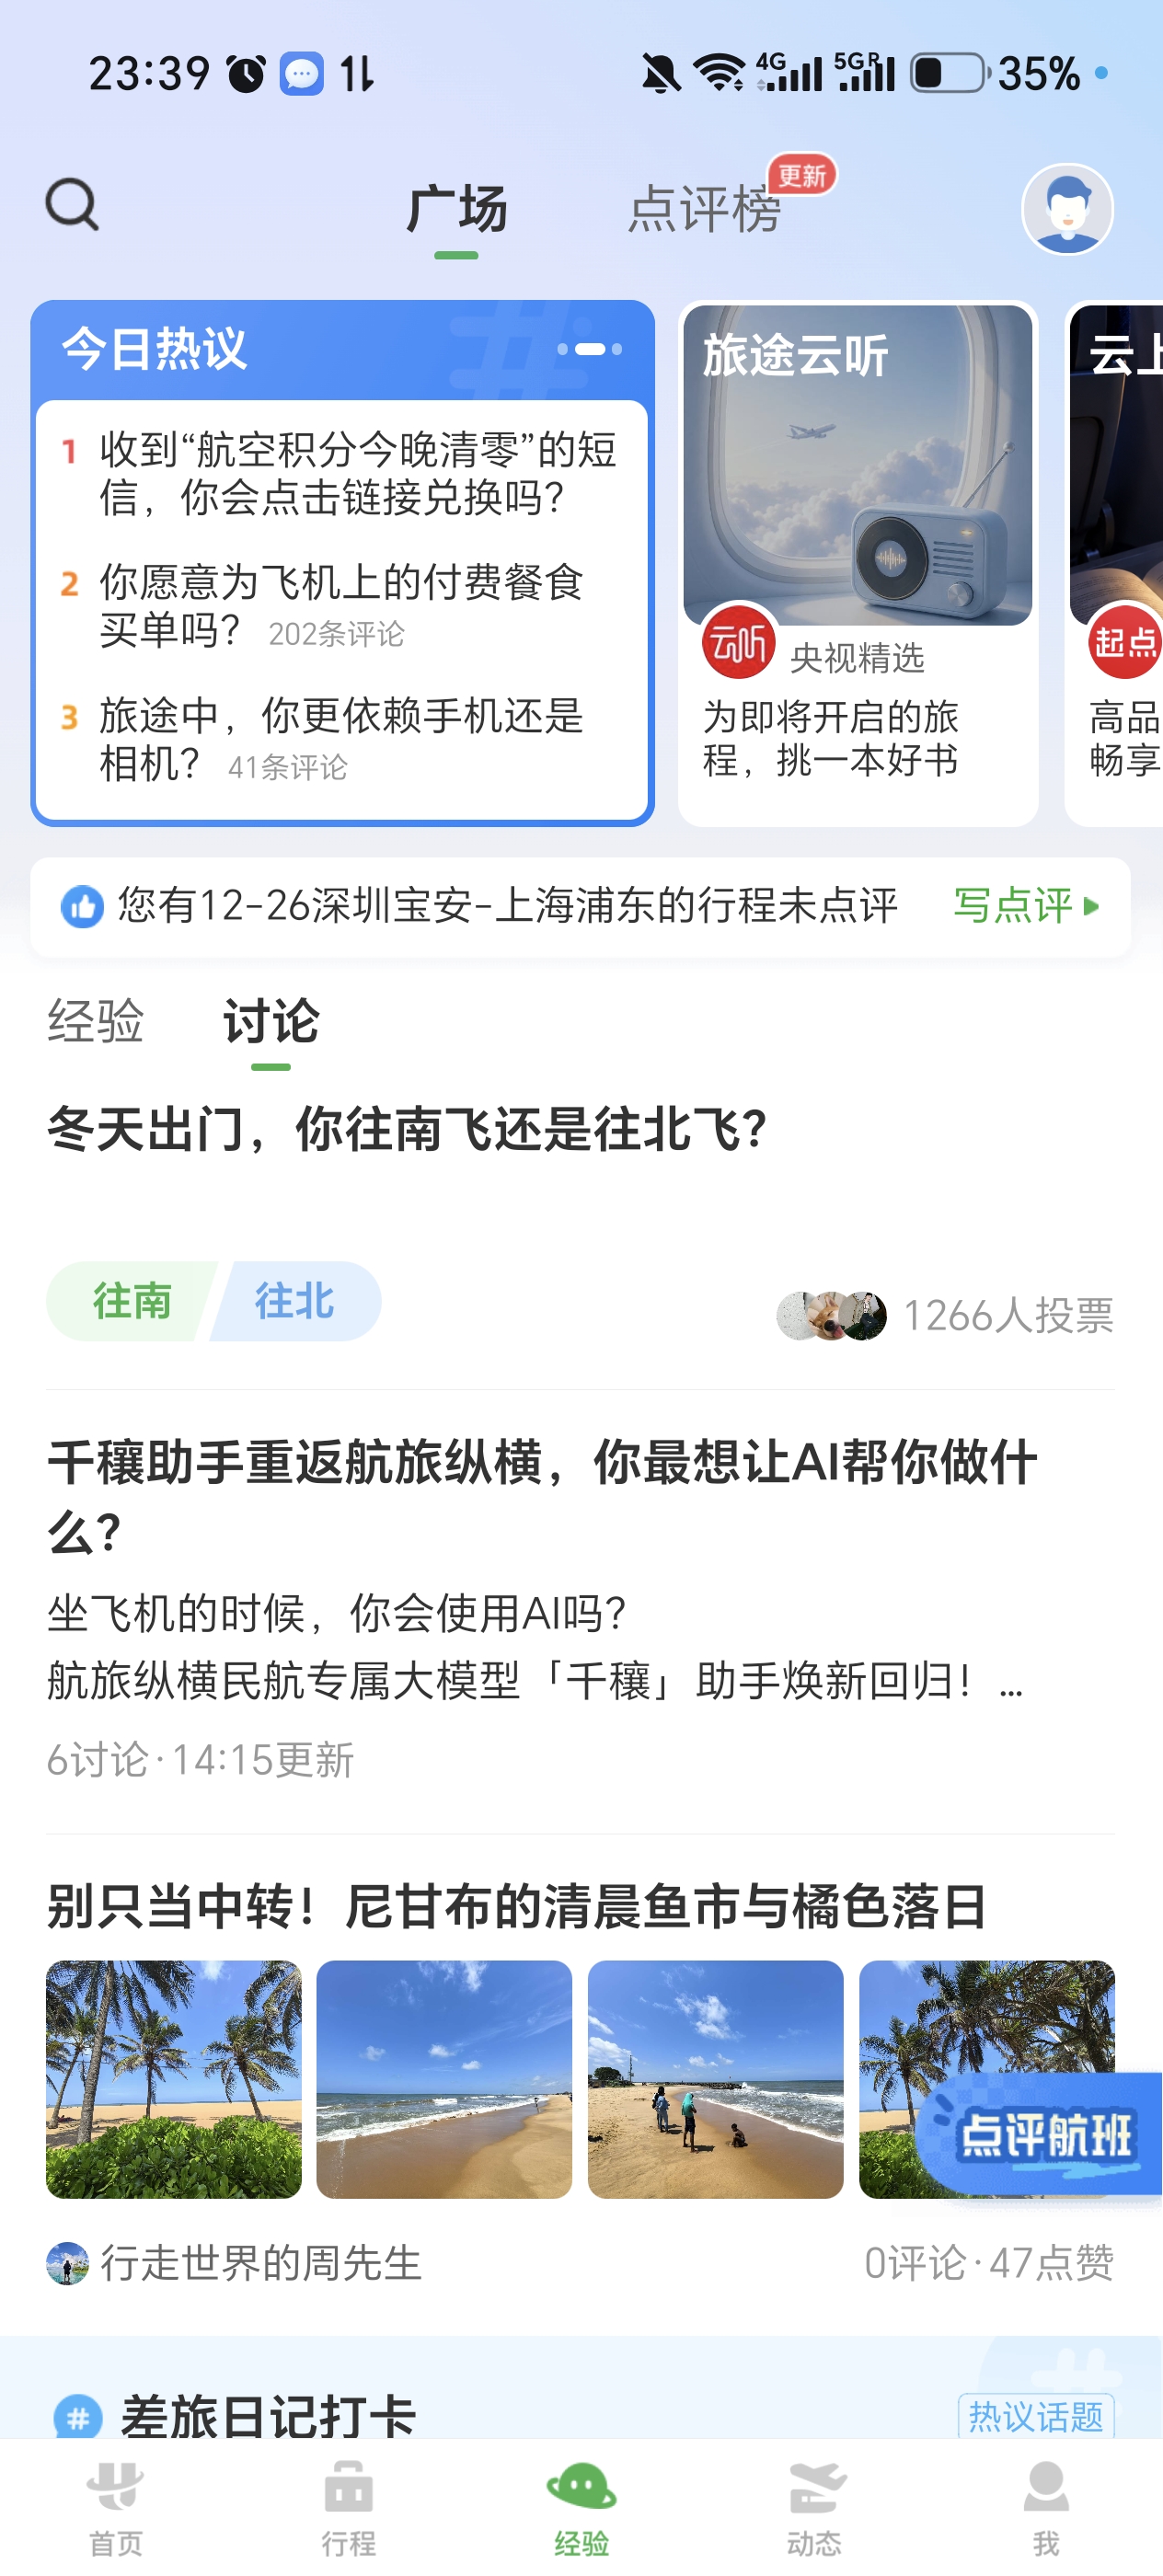 23:39
4G
5G R
35%
广场
点评榜
更新
今日热议
1 收到“航空积分今晚清零”的短
信，你会点击链接兑换吗？
2 你愿意为飞机上的付费餐食
买单吗？ 202条评论
3 旅途中，你更依赖手机还是
相机？ 41条评论
旅途云听
云听
央视精选
为即将开启的旅
程，挑一本好书
云上
起点
高品
畅享
您有12-26深圳宝安-上海浦东的行程未点评 写点评
经验 讨论
冬天出门，你往南飞还是往北飞？
往南 往北 1266人投票
千穰助手重返航旅纵横，你最想让AI帮你做什
么？
坐飞机的时候，你会使用AI吗？
航旅纵横民航专属大模型「千穰」助手焕新回归！...
6讨论·14:15更新
别只当中转！尼甘布的清晨鱼市与橘色落日
点评航班
行走世界的周先生 0评论·47点赞
# 差旅日记打卡 热议话题
首页 行程 经验 动态 我